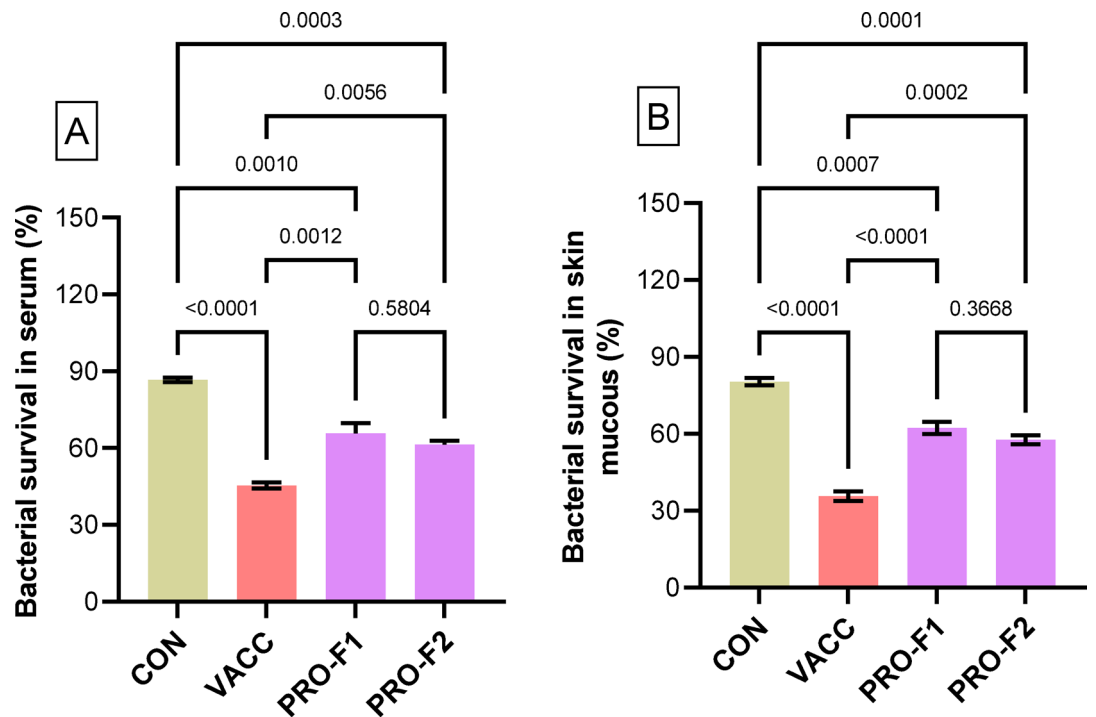 0.0003
0.0056
A
0.0010
0.0012
<0.0001
0.5804
Bacterial survival in serum (%)
150
120
90
60
30
0
CON
VACC
PRO-F1
PRO-F2
0.0001
0.0002
B
0.0007
<0.0001
<0.0001
0.3668
Bacterial survival in skin
mucous (%)
150
120
90
60
30
0
CON
VACC
PRO-F1
PRO-F2